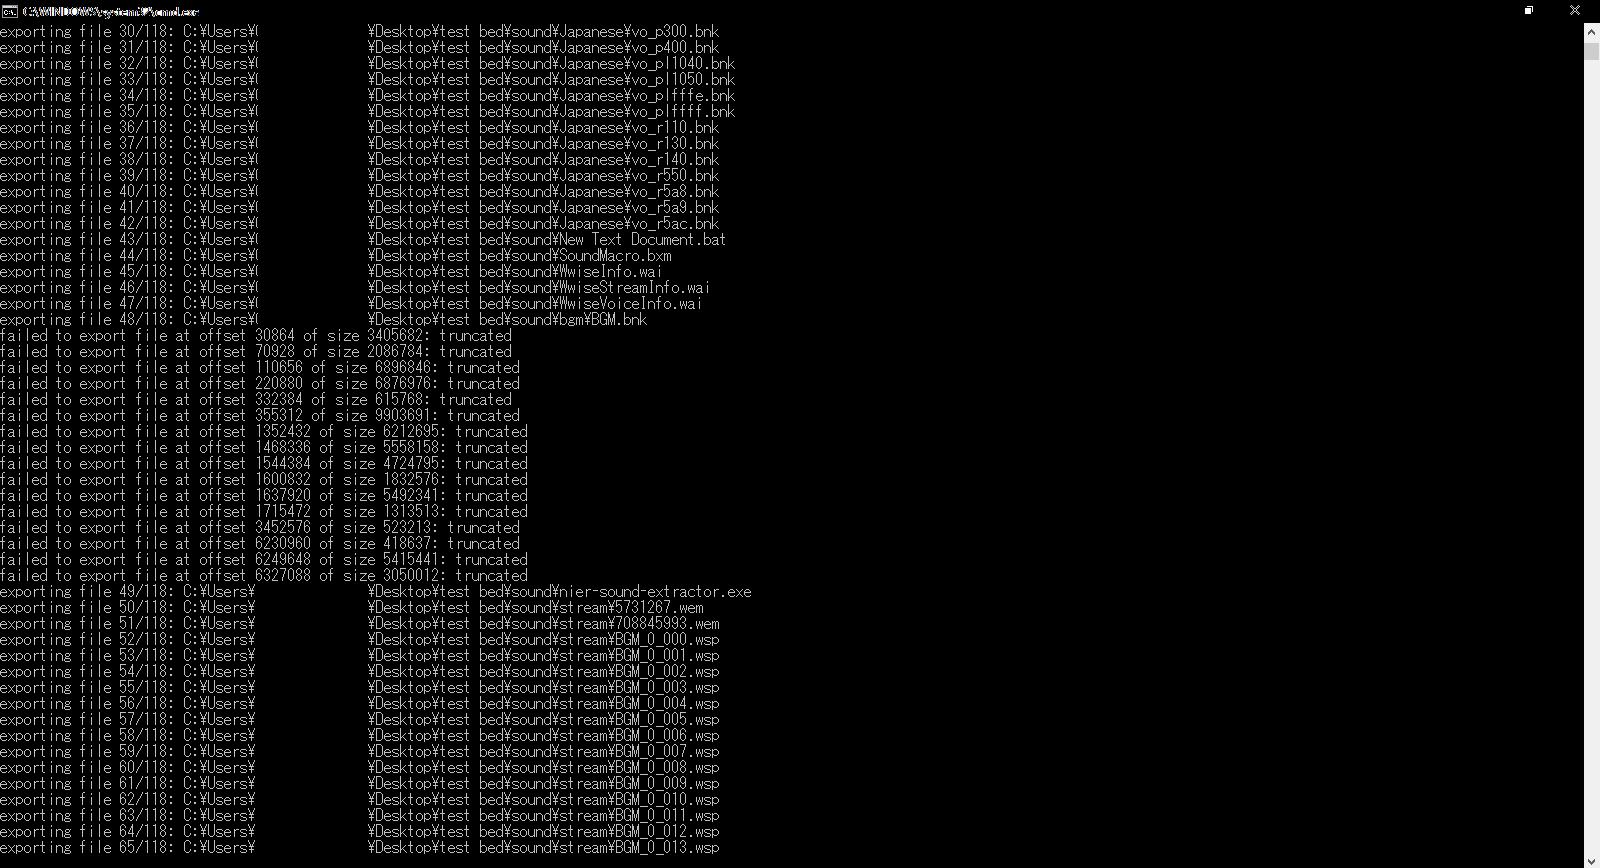 C:\WINDOWS\system32\cmd.exe
exporting file 30/118: C:¥Users¥( ¥Desktop¥test bed¥sound¥Japanese¥vo_p300.bnk
exporting file 31/118: C:¥Users¥( ¥Desktop¥test bed¥sound¥Japanese¥vo_p400.bnk
exporting file 32/118: C:¥Users¥( ¥Desktop¥test bed¥sound¥Japanese¥vo_pl1040.bnk
exporting file 33/118: C:¥Users¥( ¥Desktop¥test bed¥sound¥Japanese¥vo_pl1050.bnk
exporting file 34/118: C:¥Users¥( ¥Desktop¥test bed¥sound¥Japanese¥vo_plfffe.bnk
exporting file 35/118: C:¥Users¥( ¥Desktop¥test bed¥sound¥Japanese¥vo_plffff.bnk
exporting file 36/118: C:¥Users¥( ¥Desktop¥test bed¥sound¥Japanese¥vo_r110.bnk
exporting file 37/118: C:¥Users¥( ¥Desktop¥test bed¥sound¥Japanese¥vo_r130.bnk
exporting file 38/118: C:¥Users¥( ¥Desktop¥test bed¥sound¥Japanese¥vo_r140.bnk
exporting file 39/118: C:¥Users¥( ¥Desktop¥test bed¥sound¥Japanese¥vo_r550.bnk
exporting file 40/118: C:¥Users¥( ¥Desktop¥test bed¥sound¥Japanese¥vo_r5a8.bnk
exporting file 41/118: C:¥Users¥( ¥Desktop¥test bed¥sound¥Japanese¥vo_r5a9.bnk
exporting file 42/118: C:¥Users¥( ¥Desktop¥test bed¥sound¥Japanese¥vo_r5ac.bnk
exporting file 43/118: C:¥Users¥( ¥Desktop¥test bed¥sound¥New Text Document.bat
exporting file 44/118: C:¥Users¥( ¥Desktop¥test bed¥sound¥SoundMacro.bxm
exporting file 45/118: C:¥Users¥( ¥Desktop¥test bed¥sound¥WwiseInfo.wai
exporting file 46/118: C:¥Users¥( ¥Desktop¥test bed¥sound¥WwiseStreamInfo.wai
exporting file 47/118: C:¥Users¥( ¥Desktop¥test bed¥sound¥WwiseVoiceInfo.wai
exporting file 48/118: C:¥Users¥( ¥Desktop¥test bed¥sound¥bgm¥BGM.bnk
failed to export file at offset 30864 of size 3405682: truncated
failed to export file at offset 70928 of size 2086784: truncated
failed to export file at offset 110656 of size 6896846: truncated
failed to export file at offset 220880 of size 6876976: truncated
failed to export file at offset 332384 of size 615768: truncated
failed to export file at offset 355312 of size 9903691: truncated
failed to export file at offset 1352432 of size 6212695: truncated
failed to export file at offset 1468336 of size 5558158: truncated
failed to export file at offset 1544384 of size 4724795: truncated
failed to export file at offset 1600832 of size 1832576: truncated
failed to export file at offset 1637920 of size 5492341: truncated
failed to export file at offset 1715472 of size 1313513: truncated
failed to export file at offset 3452576 of size 523213: truncated
failed to export file at offset 6230960 of size 418637: truncated
failed to export file at offset 6249648 of size 5415441: truncated
failed to export file at offset 6327088 of size 3050012: truncated
exporting file 49/118: C:¥Users¥ ¥Desktop¥test bed¥sound¥nier-sound-extractor.exe
exporting file 50/118: C:¥Users¥ ¥Desktop¥test bed¥sound¥stream¥5731267.wem
exporting file 51/118: C:¥Users¥ ¥Desktop¥test bed¥sound¥stream¥708845993.wem
exporting file 52/118: C:¥Users¥ ¥Desktop¥test bed¥sound¥stream¥BGM_0_000.wsp
exporting file 53/118: C:¥Users¥ ¥Desktop¥test bed¥sound¥stream¥BGM_0_001.wsp
exporting file 54/118: C:¥Users¥ ¥Desktop¥test bed¥sound¥stream¥BGM_0_002.wsp
exporting file 55/118: C:¥Users¥ ¥Desktop¥test bed¥sound¥stream¥BGM_0_003.wsp
exporting file 56/118: C:¥Users¥ ¥Desktop¥test bed¥sound¥stream¥BGM_0_004.wsp
exporting file 57/118: C:¥Users¥ ¥Desktop¥test bed¥sound¥stream¥BGM_0_005.wsp
exporting file 58/118: C:¥Users¥ ¥Desktop¥test bed¥sound¥stream¥BGM_0_006.wsp
exporting file 59/118: C:¥Users¥ ¥Desktop¥test bed¥sound¥stream¥BGM_0_007.wsp
exporting file 60/118: C:¥Users¥ ¥Desktop¥test bed¥sound¥stream¥BGM_0_008.wsp
exporting file 61/118: C:¥Users¥ ¥Desktop¥test bed¥sound¥stream¥BGM_0_009.wsp
exporting file 62/118: C:¥Users¥ ¥Desktop¥test bed¥sound¥stream¥BGM_0_010.wsp
exporting file 63/118: C:¥Users¥ ¥Desktop¥test bed¥sound¥stream¥BGM_0_011.wsp
exporting file 64/118: C:¥Users¥ ¥Desktop¥test bed¥sound¥stream¥BGM_0_012.wsp
exporting file 65/118: C:¥Users¥ ¥Desktop¥test bed¥sound¥stream¥BGM_0_013.wsp